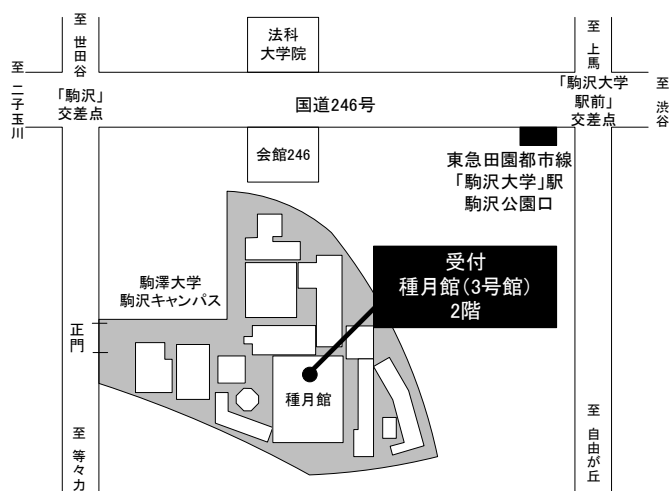 至 世田谷
法科
大学院
至 上馬
至 二子玉川
「駒沢」
交差点
国道246号
「駒沢大学
駅前」
交差点
至 渋谷
会館246
東急田園都市線
「駒沢大学」駅
駒沢公園口
受付
種月館(3号館)
2階
駒澤大学
駒沢キャンパス
正門
種月館
至 等々力
至 自由が丘